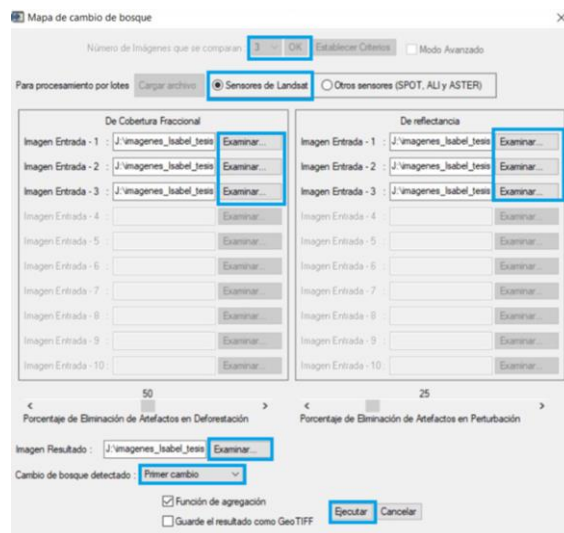 Mapa de cambio de bosque
Número de Imágenes que se comparan 3 OK Establecer Criterios Modo Avanzado
Para procesamiento por lotes Cargar archivo Sensores de Landsat Otros sensores (SPOT, ALI y ASTER)
De Cobertura Fraccional
Imagen Entrada - 1 : J:\imagenes_Isabel_tesis Examinar...
Imagen Entrada - 2 : J:\imagenes_Isabel_tesis Examinar...
Imagen Entrada - 3 : J:\imagenes_Isabel_tesis Examinar...
Imagen Entrada - 4 : Examinar...
Imagen Entrada - 5 : Examinar...
Imagen Entrada - 6 : Examinar...
Imagen Entrada - 7 : Examinar...
Imagen Entrada - 8 : Examinar...
Imagen Entrada - 9 : Examinar...
Imagen Entrada - 10 : Examinar...
De reflectancia
Imagen Entrada - 1 : J:\imagenes_Isabel_tesis Examinar...
Imagen Entrada - 2 : J:\imagenes_Isabel_tesis Examinar...
Imagen Entrada - 3 : J:\imagenes_Isabel_tesis Examinar...
Imagen Entrada - 4 : Examinar...
Imagen Entrada - 5 : Examinar...
Imagen Entrada - 6 : Examinar...
Imagen Entrada - 7 : Examinar...
Imagen Entrada - 8 : Examinar...
Imagen Entrada - 9 : Examinar...
Imagen Entrada - 10 : Examinar...
50
Porcentaje de Eliminación de Artefactos en Deforestación
25
Porcentaje de Eliminación de Artefactos en Perturbación
Imagen Resultado : J:\imagenes_Isabel_tesis Examinar...
Cambio de bosque detectado : Primer cambio
Función de agregación
Guarde el resultado como GeoTIFF
Ejecutar Cancelar